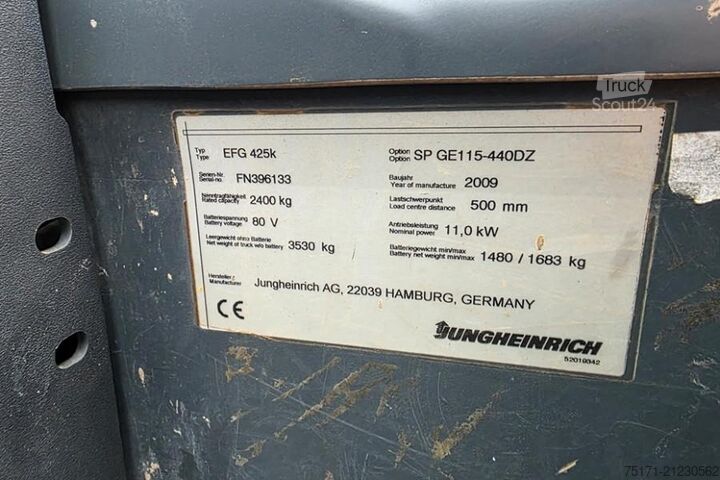 Truck
Scout24
Typ
Type EFG 425k
Option
Option SP GE115-440DZ
Serien-Nr.
Serial-no. FN396133
Baujahr
Year of manufacture 2009
Nenntragfähigkeit
Rated capacity 2400 kg
Lastschwerpunkt
Load centre distance 500 mm
Batteriespannung
Battery voltage 80 V
Antriebsleistung
Nominal power 11,0 kW
Leergewicht ohne Batterie
Net weight of truck w/o battery 3530 kg
Batteriegewicht min/max
Battery net weight min/max 1480 / 1683 kg
Hersteller
Manufacturer Jungheinrich AG, 22039 HAMBURG, GERMANY
CE
JUNGHEINRICH
52019342
75171-21230562